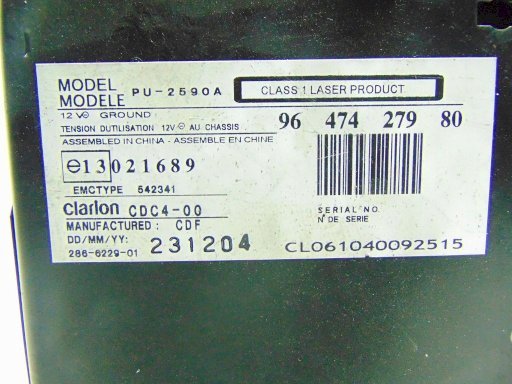 MODEL PU-2590A CLASS 1 LASER PRODUCT
MODELE
12 V⎓ GROUND:
TENSION DUTILISATION 12V⎓ AU CHASSIS 96 474 279 80
ASSEMBLED IN CHINA - ASSEMBLE EN CHINE
e13 021689
EMCTYPE 542341
clarion CDC4-00
SERIAL NO.
N° DE SERIE
MANUFACTURED: CDF
DD/MM/YY: 231204
286-6229-01
CL061040092515